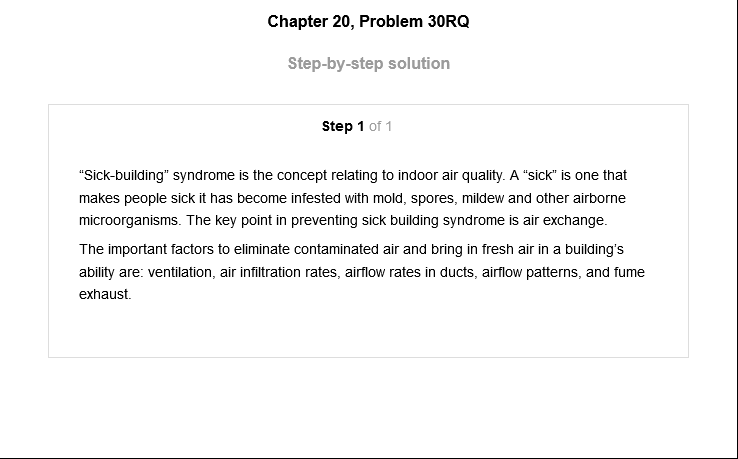 Chapter 20, Problem 30RQ
Step-by-step solution
Step 1 of 1
“Sick-building” syndrome is the concept relating to indoor air quality. A “sick” is one that
makes people sick it has become infested with mold, spores, mildew and other airborne
microorganisms. The key point in preventing sick building syndrome is air exchange.
The important factors to eliminate contaminated air and bring in fresh air in a building’s
ability are: ventilation, air infiltration rates, airflow rates in ducts, airflow patterns, and fume
exhaust.